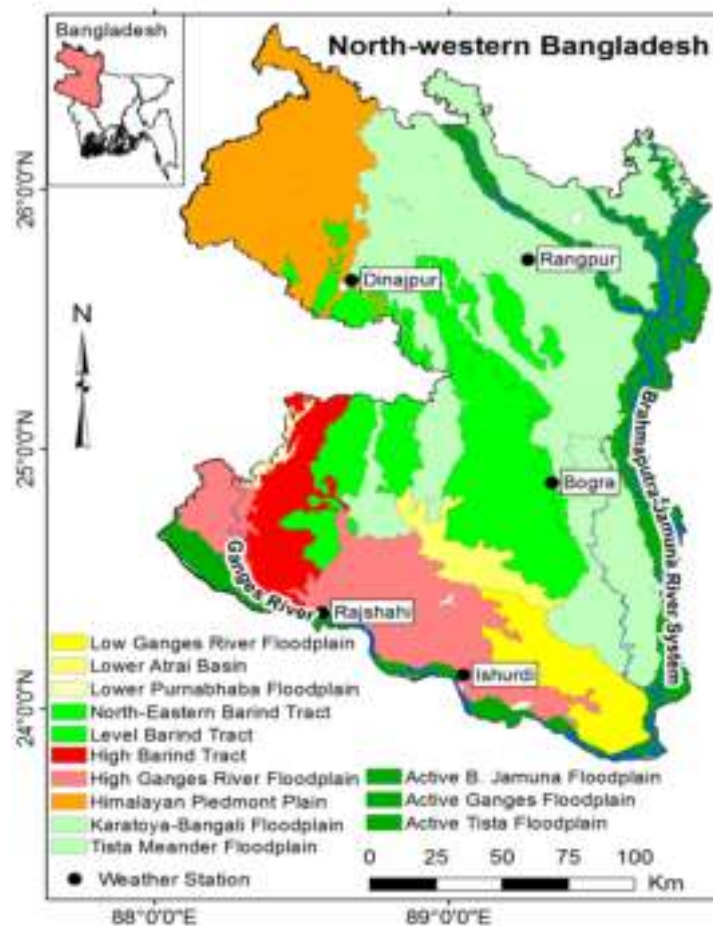 Bangladesh
North-western Bangladesh
26°0'0"N
Rangpur
Dinajpur
N
25°0'0"N
Brahmaputra-Jamuna River System
Bogra
Ganges River
Rajshahi
Ishurdi
24°0'0"N
Low Ganges River Floodplain
Lower Atrai Basin
Lower Purnabhaba Floodplain
North-Eastern Barind Tract
Level Barind Tract
High Barind Tract
High Ganges River Floodplain
Himalayan Piedmont Plain
Karatoya-Bangali Floodplain
Tista Meander Floodplain
Weather Station
Active B. Jamuna Floodplain
Active Ganges Floodplain
Active Tista Floodplain
0 25 50 75 100
Km
88°0'0"E 89°0'0"E